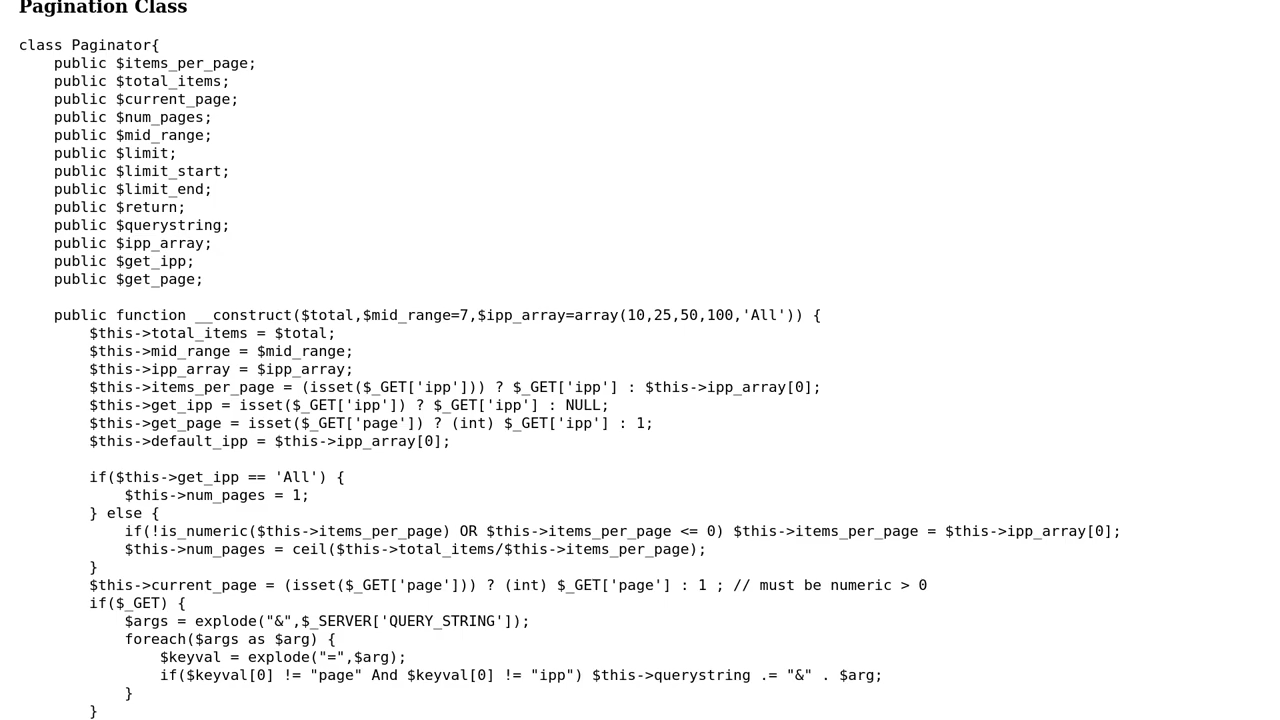 Pagination Class
class Paginator{
    public $items_per_page;
    public $total_items;
    public $current_page;
    public $num_pages;
    public $mid_range;
    public $limit;
    public $limit_start;
    public $limit_end;
    public $return;
    public $querystring;
    public $ipp_array;
    public $get_ipp;
    public $get_page;

    public function __construct($total,$mid_range=7,$ipp_array=array(10,25,50,100,'All')) {
        $this->total_items = $total;
        $this->mid_range = $mid_range;
        $this->ipp_array = $ipp_array;
        $this->items_per_page = (isset($_GET['ipp'])) ? $_GET['ipp'] : $this->ipp_array[0];
        $this->get_ipp = isset($_GET['ipp']) ? $_GET['ipp'] : NULL;
        $this->get_page = isset($_GET['page']) ? (int) $_GET['ipp'] : 1;
        $this->default_ipp = $this->ipp_array[0];

        if($this->get_ipp == 'All') {
            $this->num_pages = 1;
        } else {
            if(!is_numeric($this->items_per_page) OR $this->items_per_page <= 0) $this->items_per_page = $this->ipp_array[0];
            $this->num_pages = ceil($this->total_items/$this->items_per_page);
        }
        $this->current_page = (isset($_GET['page'])) ? (int) $_GET['page'] : 1 ; // must be numeric > 0
        if($_GET) {
            $args = explode("&",$_SERVER['QUERY_STRING']);
            foreach($args as $arg) {
                $keyval = explode("=",$arg);
                if($keyval[0] != "page" And $keyval[0] != "ipp") $this->querystring .= "&" . $arg;
            }
        }